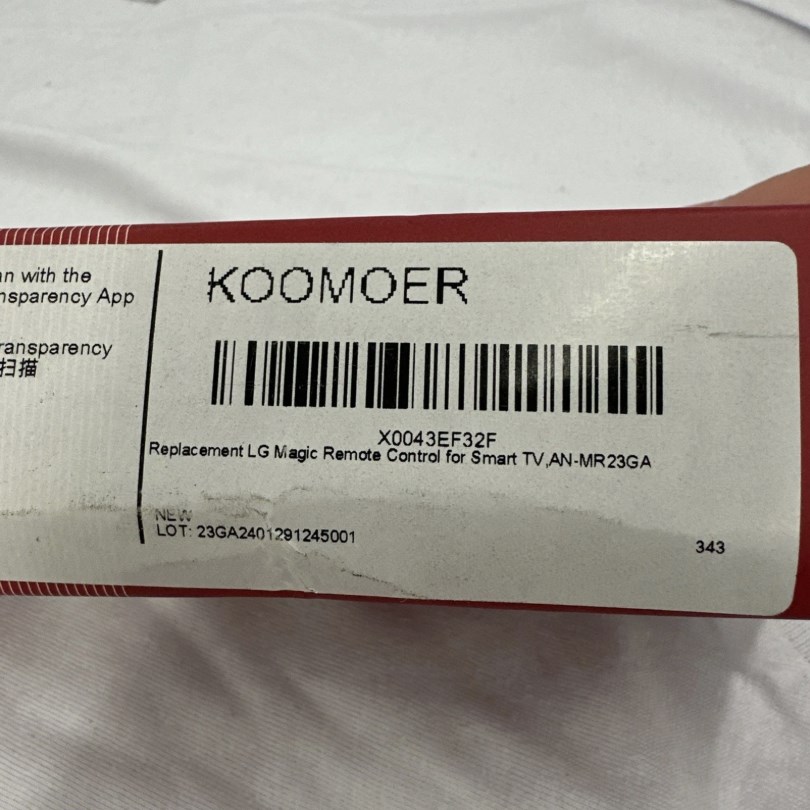 n with the
nsparency App
ransparency
扫描
KOOMOER
X0043EF32F
Replacement LG Magic Remote Control for Smart TV,AN-MR23GA
NEW
LOT: 23GA2401291245001
343